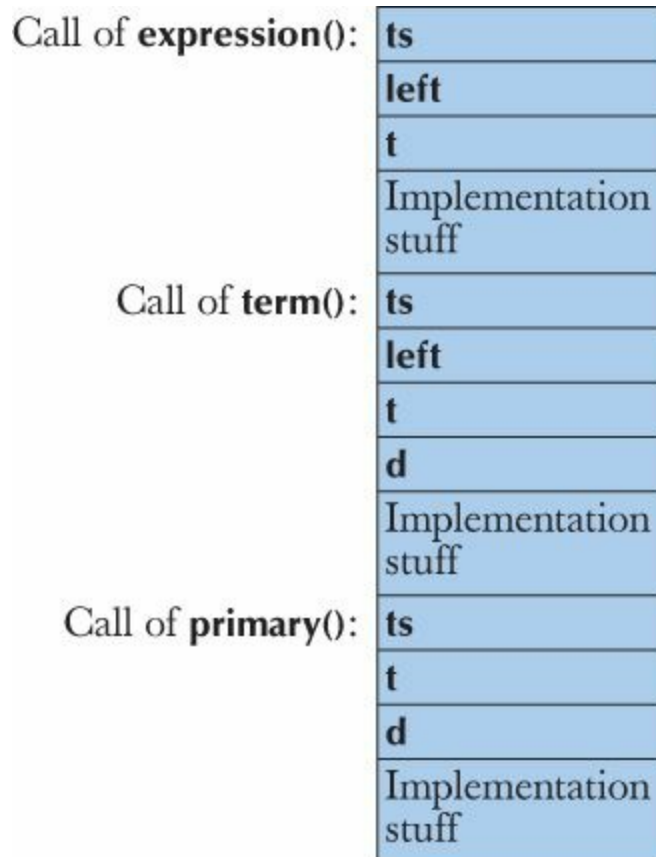 Call of expression(): ts
left
t
Implementation
stuff
Call of term(): ts
left
t
d
Implementation
stuff
Call of primary(): ts
t
d
Implementation
stuff